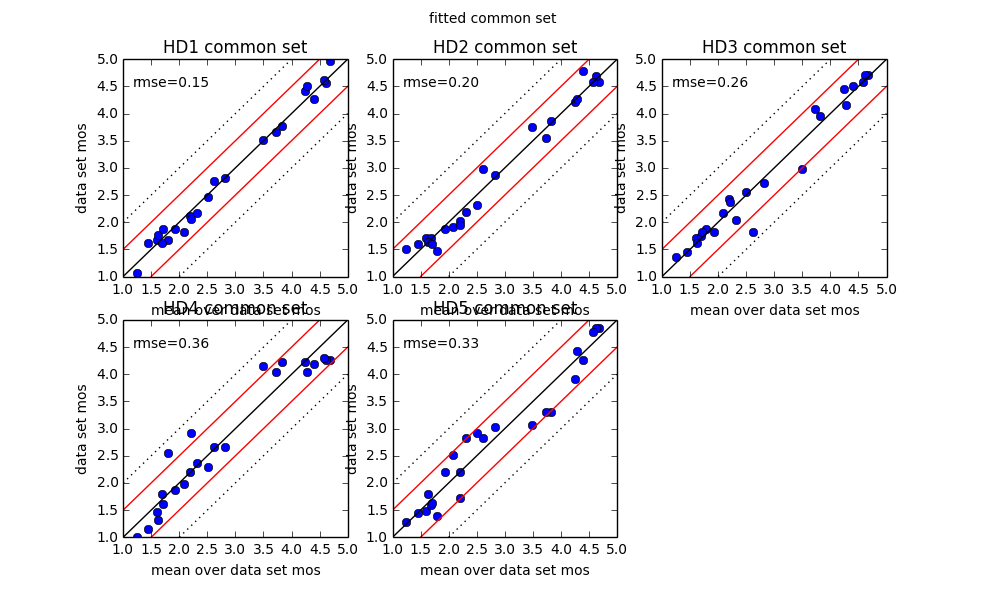 fitted common set
HD1 common set
HD2 common set
HD3 common set
5.0
4.5
4.0
3.5
3.0
2.5
2.0
1.5
1.0
data set mos
rmse=0.15
1.0 1.5 2.0 2.5 3.0 3.5 4.0 4.5 5.0
mean over data set mos
5.0
4.5
4.0
3.5
3.0
2.5
2.0
1.5
1.0
data set mos
rmse=0.20
1.0 1.5 2.0 2.5 3.0 3.5 4.0 4.5 5.0
mean over data set mos
5.0
4.5
4.0
3.5
3.0
2.5
2.0
1.5
1.0
data set mos
rmse=0.26
1.0 1.5 2.0 2.5 3.0 3.5 4.0 4.5 5.0
mean over data set mos
HD4 common set
HD5 common set
5.0
4.5
4.0
3.5
3.0
2.5
2.0
1.5
1.0
data set mos
rmse=0.36
1.0 1.5 2.0 2.5 3.0 3.5 4.0 4.5 5.0
mean over data set mos
5.0
4.5
4.0
3.5
3.0
2.5
2.0
1.5
1.0
data set mos
rmse=0.33
1.0 1.5 2.0 2.5 3.0 3.5 4.0 4.5 5.0
mean over data set mos